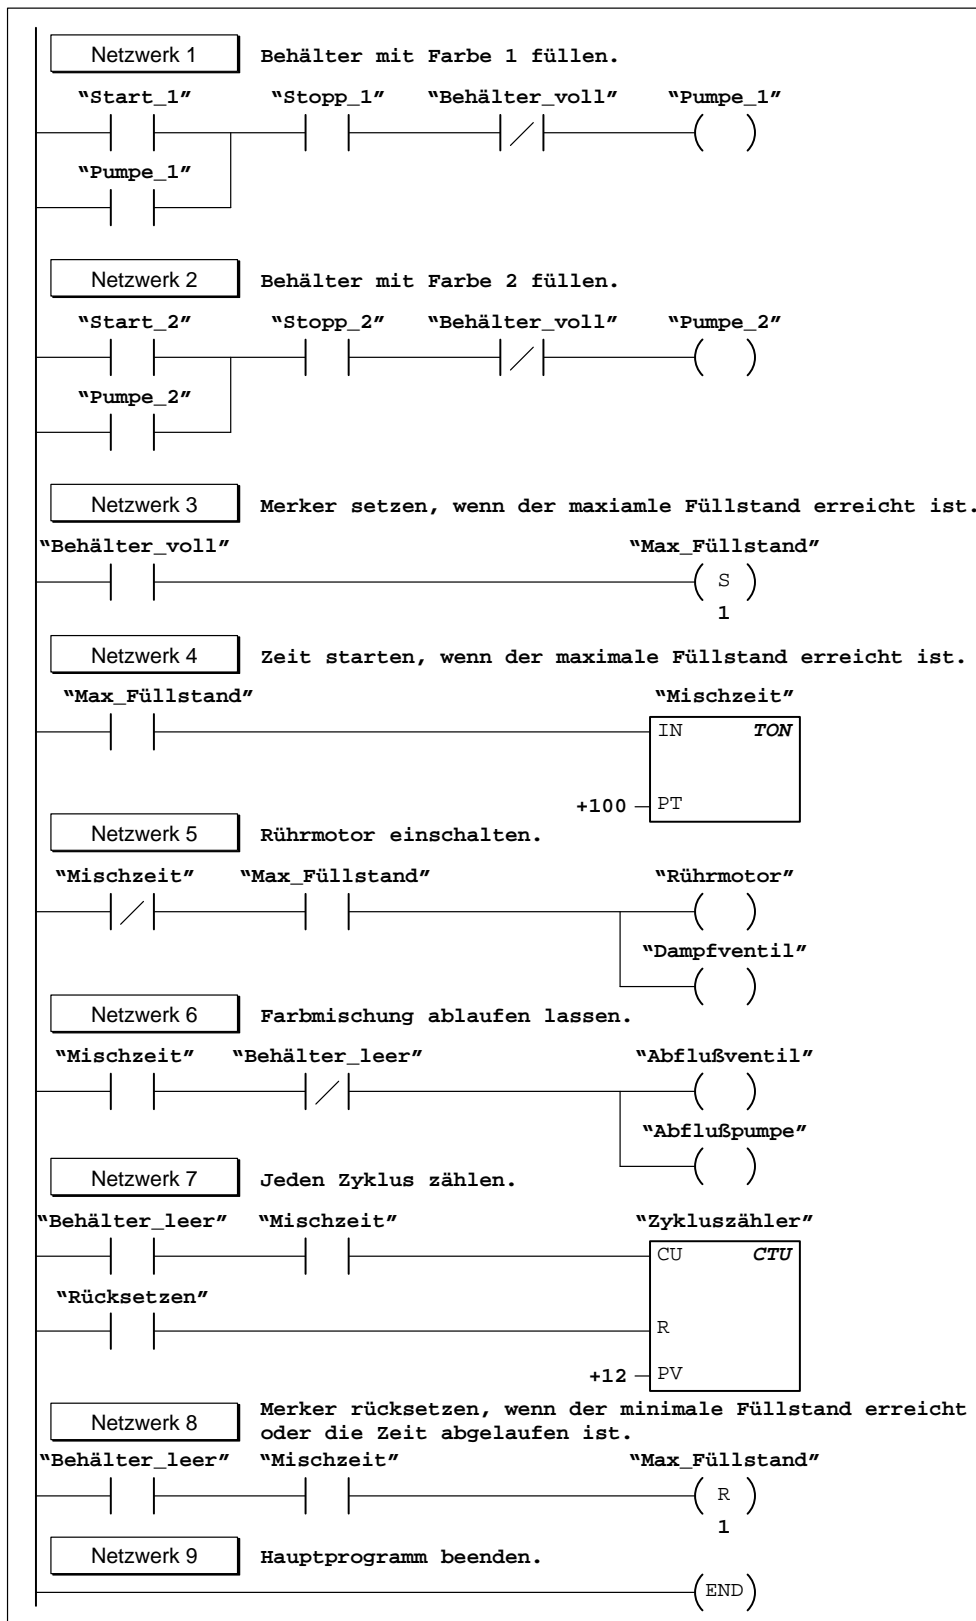 Netzwerk 1 Behälter mit Farbe 1 füllen.
“Start_1” “Stopp_1” “Behälter_voll” “Pumpe_1”
“Pumpe_1”
Netzwerk 2 Behälter mit Farbe 2 füllen.
“Start_2” “Stopp_2” “Behälter_voll” “Pumpe_2”
“Pumpe_2”
Netzwerk 3 Merker setzen, wenn der maxiamle Füllstand erreicht ist.
“Behälter_voll” “Max_Füllstand”
S
1
Netzwerk 4 Zeit starten, wenn der maximale Füllstand erreicht ist.
“Max_Füllstand” “Mischzeit”
IN TON
+100 PT
Netzwerk 5 Rührmotor einschalten.
“Mischzeit” “Max_Füllstand” “Rührmotor”
“Dampfventil”
Netzwerk 6 Farbmischung ablaufen lassen.
“Mischzeit” “Behälter_leer” “Abflußventil”
“Abflußpumpe”
Netzwerk 7 Jeden Zyklus zählen.
“Behälter_leer” “Mischzeit” “Zykluszähler”
CU CTU
“Rücksetzen”
R
+12 PV
Netzwerk 8 Merker rücksetzen, wenn der minimale Füllstand erreicht
oder die Zeit abgelaufen ist.
“Behälter_leer” “Mischzeit” “Max_Füllstand”
R
1
Netzwerk 9 Hauptprogramm beenden.
END